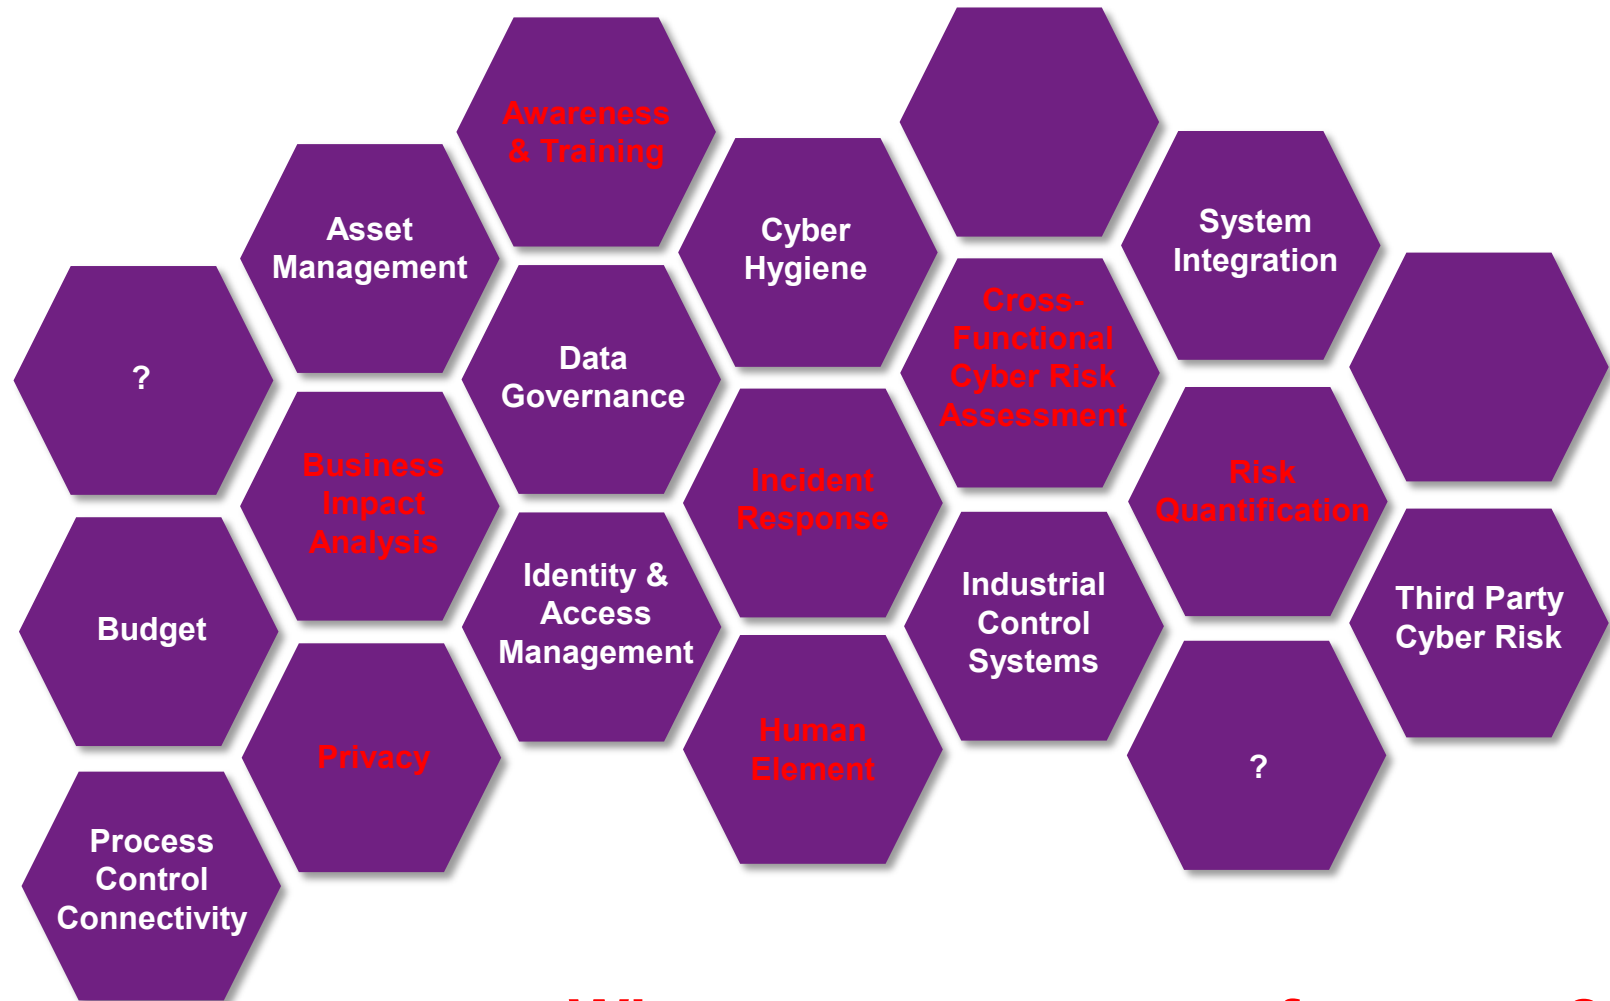 Awareness
& Training
Asset
Management
Cyber
Hygiene
System
Integration
?
Data
Governance
Cross-
Functional
Cyber Risk
Assessment
Business
Impact
Analysis
Incident
Response
Risk
Quantification
Budget
Identity &
Access
Management
Industrial
Control
Systems
Third Party
Cyber Risk
Privacy
Human
Element
?
Process
Control
Connectivity